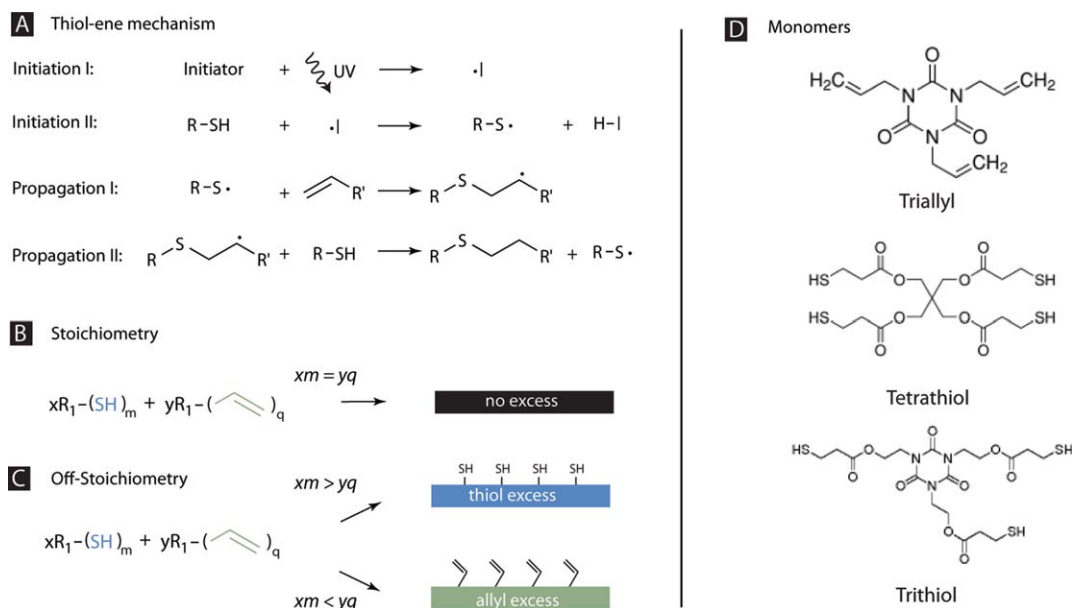 A Thiol-ene mechanism
Initiation I: Initiator + UV ·I
Initiation II: R–SH + ·I R–S· + H–I
Propagation I: R–S· + R' R S · R'
Propagation II: R S · R' + R–SH R S R' + R–S·
B Stoichiometry
xm = yq
xR₁–(SH)ₘ + yR₁–( )q
no excess
C Off-Stoichiometry
xm > yq
SH SH SH SH
thiol excess
xR₁–(SH)ₘ + yR₁–( )q
xm < yq
allyl excess
D Monomers
O
H₂C N N CH₂
O N O
CH₂
Triallyl
O O
HS O O SH
HS O O SH
O O
Tetrathiol
HS O O SH
O O N N O O
O N O
O SH
O
Trithiol